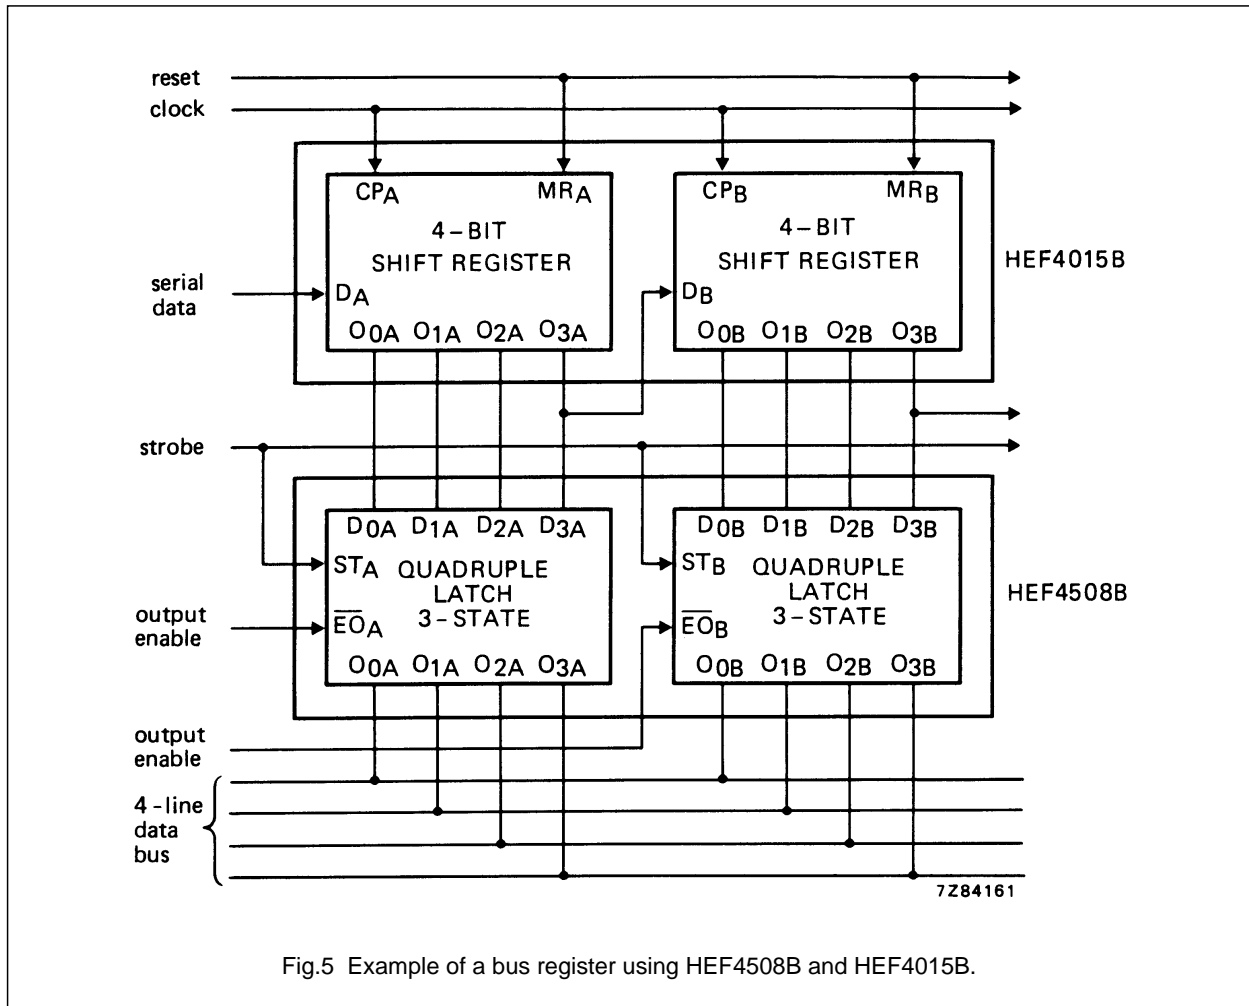 reset
clock
CPA MRA CPB MRB
4-BIT
SHIFT REGISTER
4-BIT
SHIFT REGISTER
HEF4015B
serial
data
DA
DB
O0A O1A O2A O3A
O0B O1B O2B O3B
strobe
D0A D1A D2A D3A
D0B D1B D2B D3B
STA QUADRUPLE
LATCH
3-STATE
STB QUADRUPLE
LATCH
3-STATE
HEF4508B
output
enable
E̅O̅A
E̅O̅B
O0A O1A O2A O3A
O0B O1B O2B O3B
output
enable
4-line
data
bus
7Z84161
Fig.5 Example of a bus register using HEF4508B and HEF4015B.